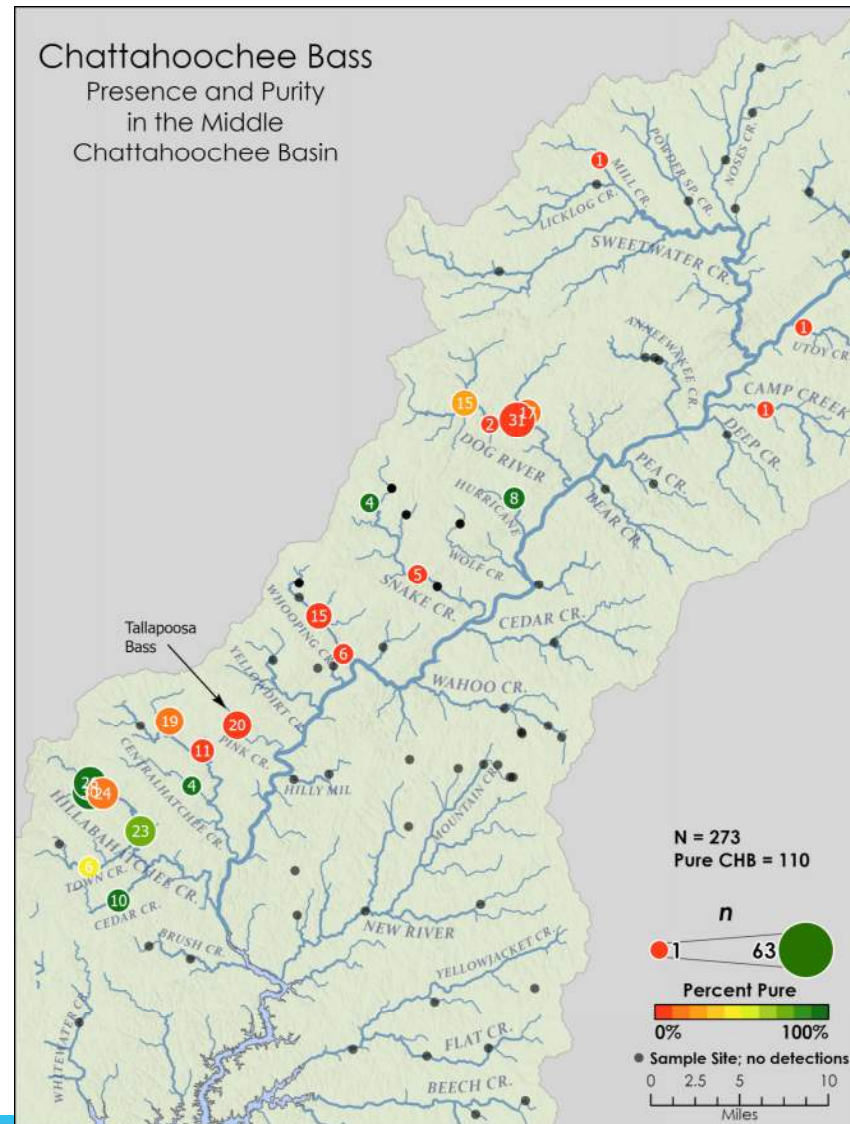 Chattahoochee Bass
Presence and Purity
in the Middle
Chattahoochee Basin
1
MILL CR.
POWDER SP. CR.
NOSES CR.
LICKLOG CR.
SWEETWATER CR.
1
UTOY CR.
ANNEEWAKEE CR.
CAMP CREEK
1
DEEP CR.
15
2
31
17
DOG RIVER
PEA CR.
BEAR CR.
4
8
HURRICANE
WOLF CR.
5
SNAKE CR.
CEDAR CR.
15
WHOOPING CR.
6
Tallapoosa
Bass
YELLOWDIRT CR.
WAHOO CR.
19
20
PINK CR.
11
CENTRALHATCHEE CR.
4
HILLY MIL
MOUNTAIN CR.
24
HILLABAHATCHEE CR.
23
6
TOWN CR.
10
CEDAR CR.
BRUSH CR.
NEW RIVER
YELLOWJACKET CR.
WHITEWATER CR.
FLAT CR.
BEECH CR.
N = 273
Pure CHB = 110
n
1 63
Percent Pure
0% 100%
Sample Site; no detections
0 2.5 5 10
Miles